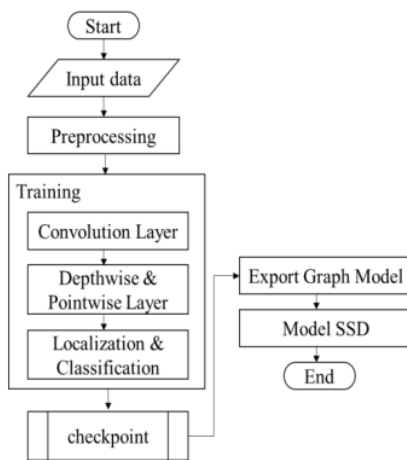 Start
Input data
Preprocessing
Training
Convolution Layer
Depthwise &
Pointwise Layer
Localization &
Classification
checkpoint
Export Graph Model
Model SSD
End